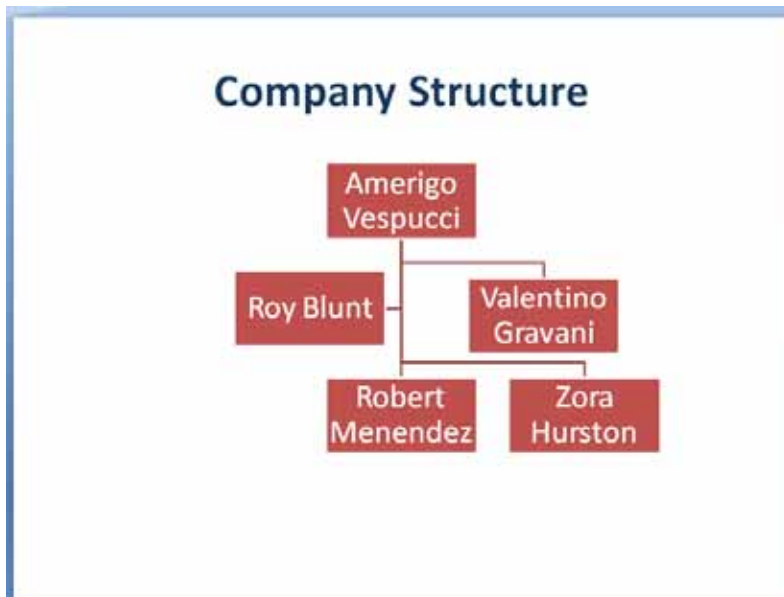 Company Structure
Amerigo
Vespucci
Roy Blunt
Valentino
Gravani
Robert
Menendez
Zora
Hurston